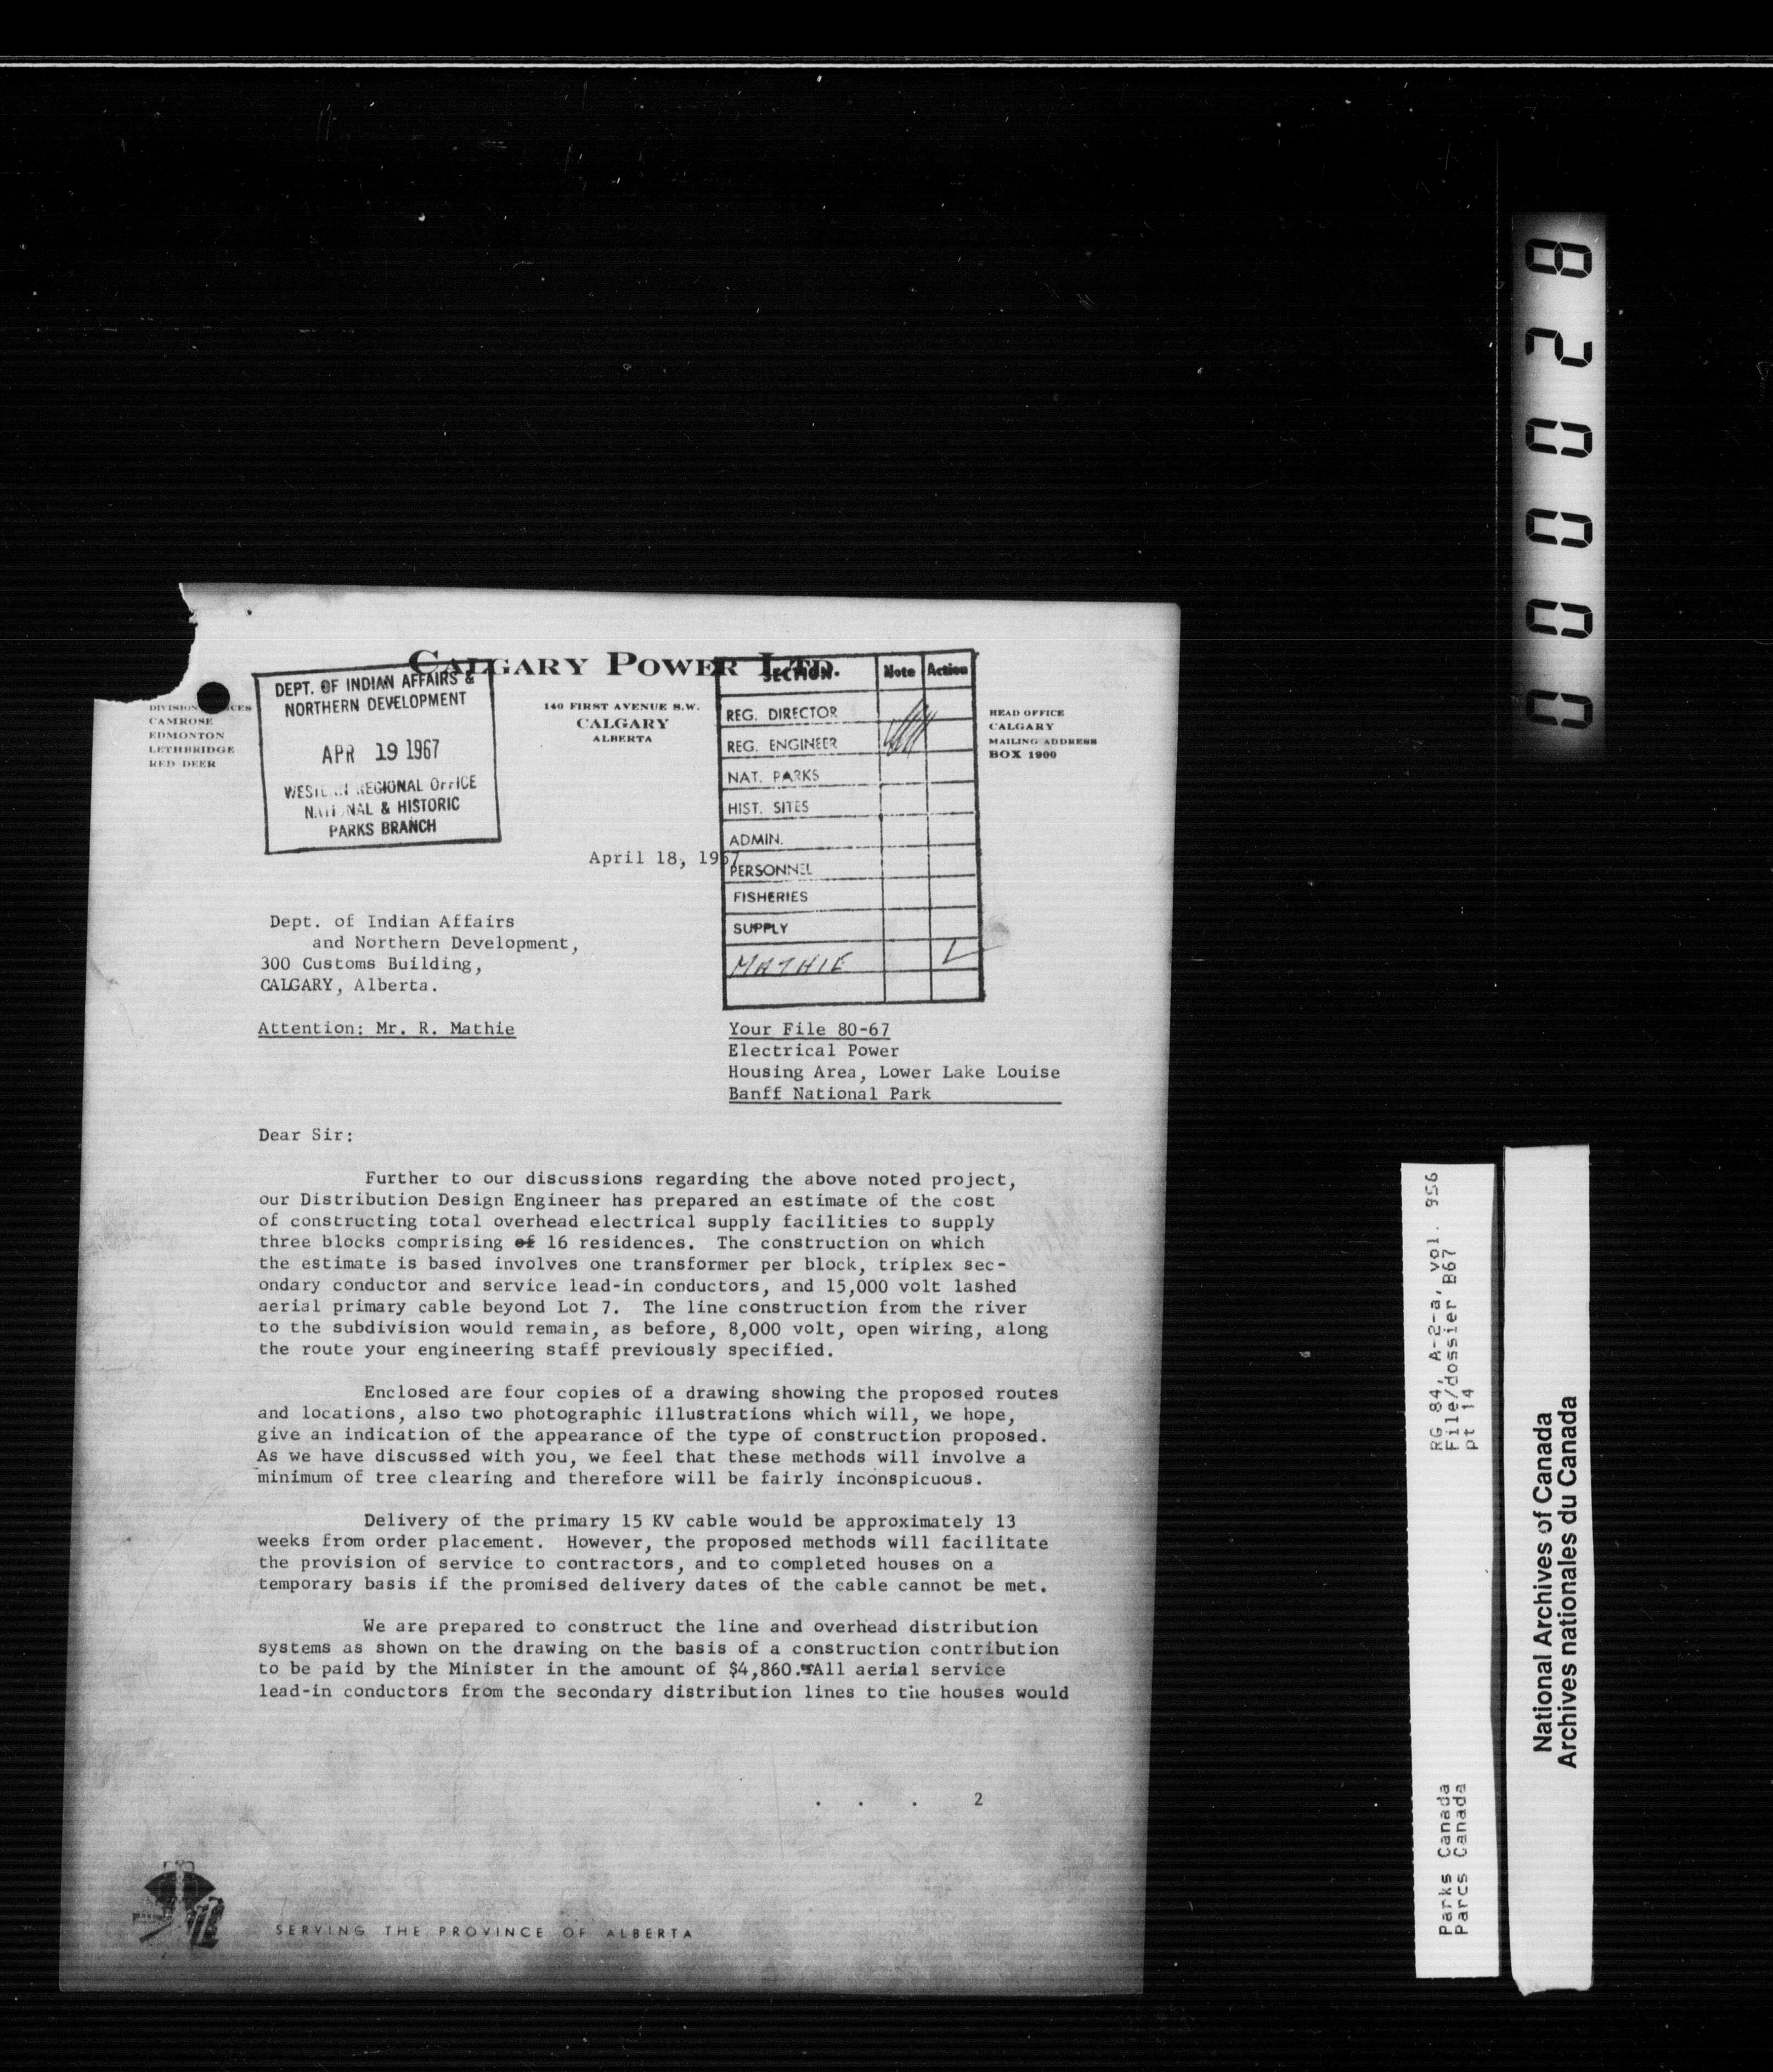 CALGARY POWER LTD.
DIVISION
CES
CAMROSE
EDMONTON
LETHBRIDGE
RED DEER
DEPT. OF INDIAN AFFAIRS &
NORTHERN DEVELOPMENT
APR 19 1967
WESTERN REGIONAL OFFICE
NATIONAL & HISTORIC
PARKS BRANCH
140 FIRST AVENUE S.W.
CALGARY
ALBERTA
SECTION Note Action
REG. DIRECTOR
REG. ENGINEER
NAT. PARKS
HIST. SITES
ADMIN.
PERSONNEL
FISHERIES
SUPPLY
MATHIE
HEAD OFFICE
CALGARY
MAILING ADDRESS
BOX 1900
April 18, 1967
Dept. of Indian Affairs
and Northern Development,
300 Customs Building,
CALGARY, Alberta.
Attention: Mr. R. Mathie
Your File 80-67
Electrical Power
Housing Area, Lower Lake Louise
Banff National Park
Dear Sir:
Further to our discussions regarding the above noted project,
our Distribution Design Engineer has prepared an estimate of the cost
of constructing total overhead electrical supply facilities to supply
three blocks comprising of 16 residences. The construction on which
the estimate is based involves one transformer per block, triplex sec-
ondary conductor and service lead-in conductors, and 15,000 volt lashed
aerial primary cable beyond Lot 7. The line construction from the river
to the subdivision would remain, as before, 8,000 volt, open wiring, along
the route your engineering staff previously specified.
Enclosed are four copies of a drawing showing the proposed routes
and locations, also two photographic illustrations which will, we hope,
give an indication of the appearance of the type of construction proposed.
As we have discussed with you, we feel that these methods will involve a
minimum of tree clearing and therefore will be fairly inconspicuous.
Delivery of the primary 15 KV cable would be approximately 13
weeks from order placement. However, the proposed methods will facilitate
the provision of service to contractors, and to completed houses on a
temporary basis if the promised delivery dates of the cable cannot be met.
We are prepared to construct the line and overhead distribution
systems as shown on the drawing on the basis of a construction contribution
to be paid by the Minister in the amount of $4,860. All aerial service
lead-in conductors from the secondary distribution lines to the houses would
. . . 2
SERVING THE PROVINCE OF ALBERTA
000028
RG 84, A-2-a, vol. 956
File/dossier B67
pt 14
Parks Canada
Parcs Canada
National Archives of Canada
Archives nationales du Canada